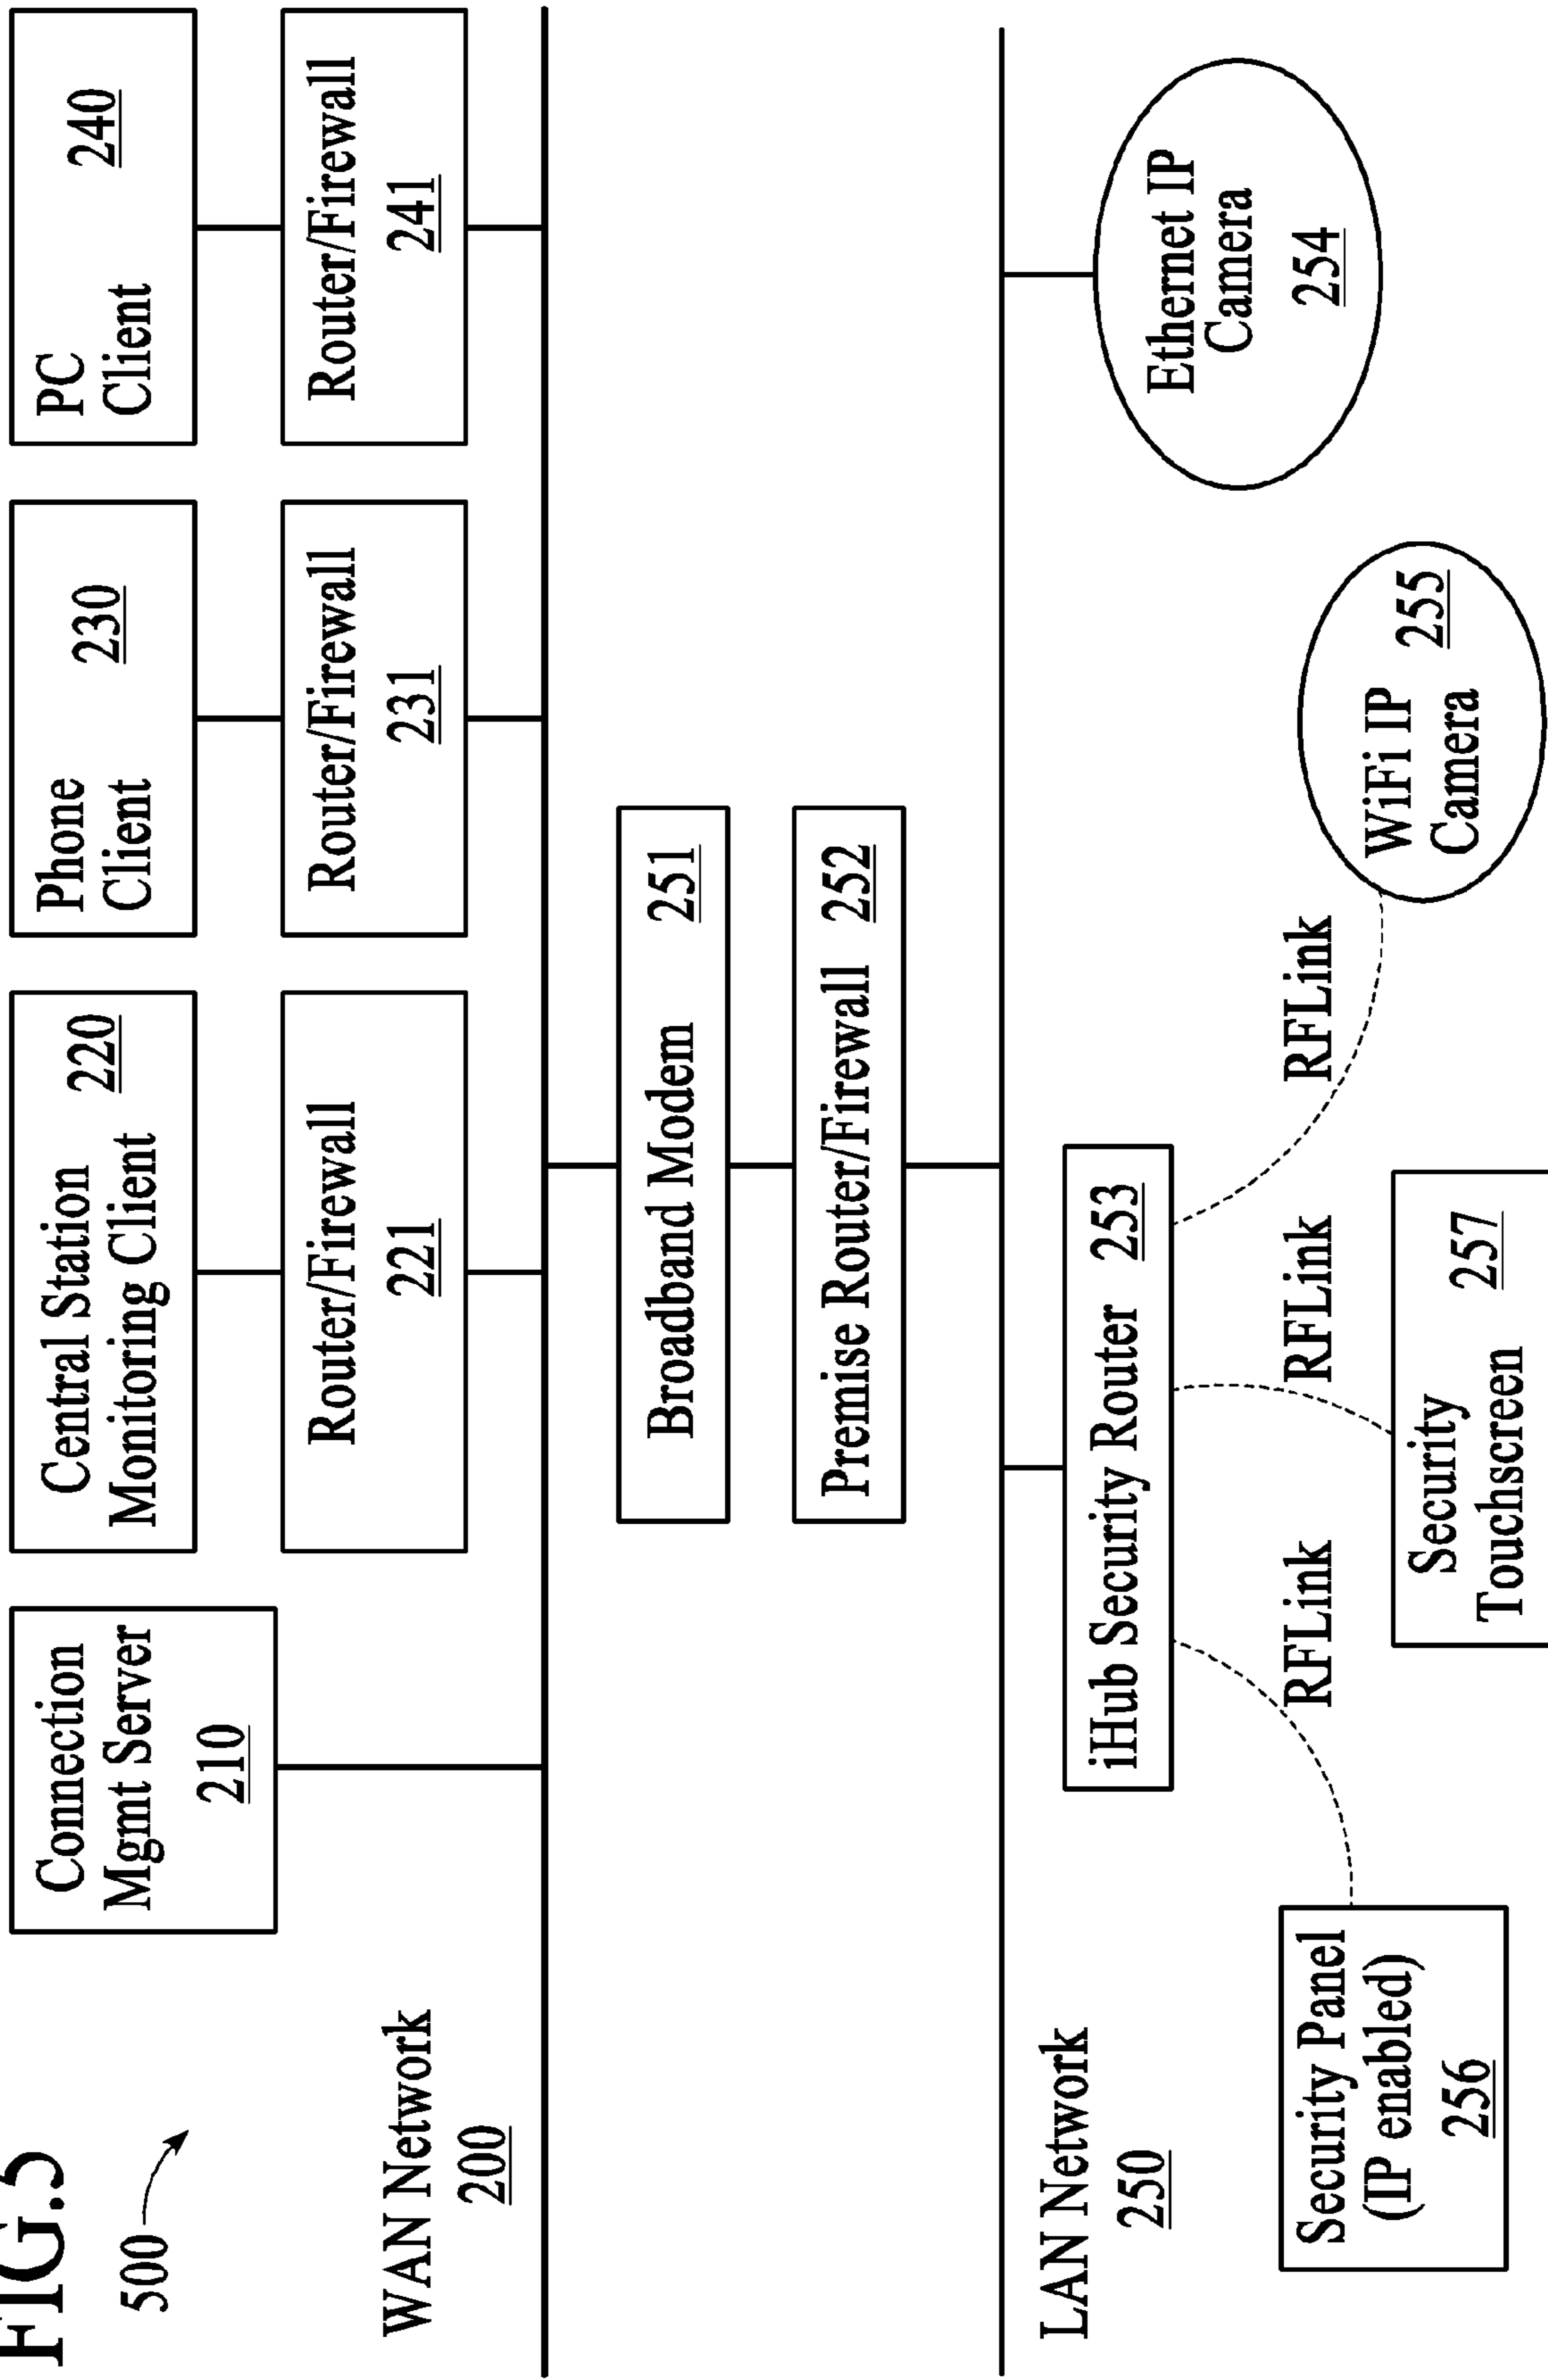 FIG.5
500
Connection
Mgmt Server
210
Central Station
Monitoring Client
220
Phone
Client
230
PC
Client
240
Router/Firewall
221
Router/Firewall
231
Router/Firewall
241
WAN Network
200
Broadband Modem 251
Premise Router/Firewall 252
LAN Network
250
iHub Security Router 253
Ethernet IP
Camera
254
RFLink
RFLink
RFLink
Security Panel
(IP enabled)
256
Security
Touchscreen
257
WiFi IP
Camera
255